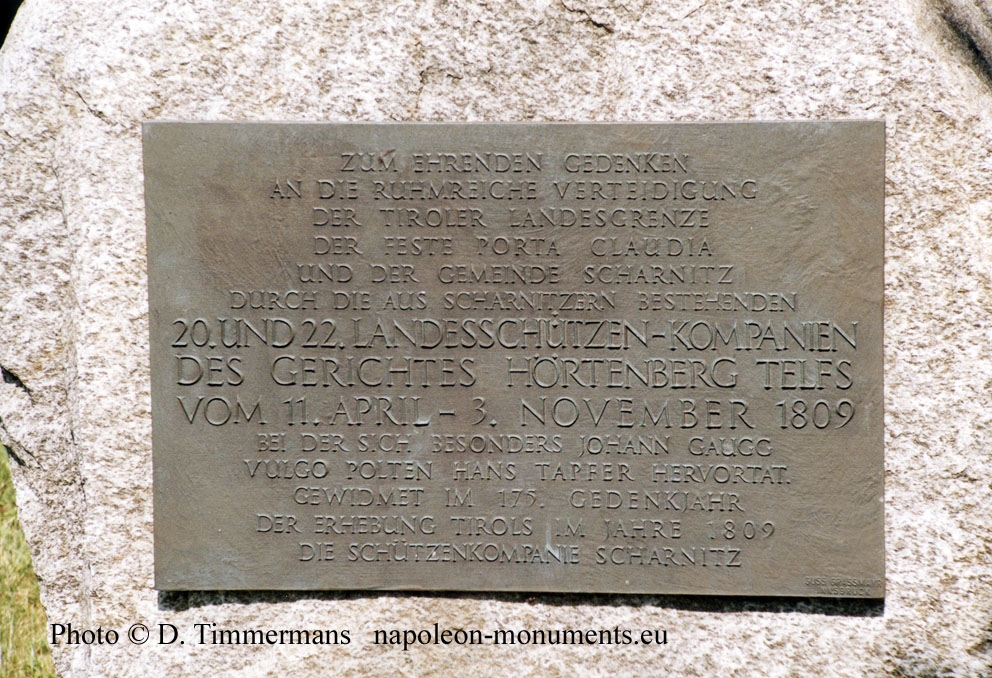 ZUM EHRENDEN GEDENKEN
AN DIE RUHMREICHE VERTEIDIGUNG
DER TIROLER LANDESGRENZE
DER FESTE PORTA CLAUDIA
UND DER GEMEINDE SCHARNITZ
DURCH DIE AUS SCHARNITZERN BESTEHENDEN
20. UND 22. LANDESSCHÜTZEN-KOMPANIEN
DES GERICHTES HÖRTENBERG TELFS
VOM 11. APRIL - 3. NOVEMBER 1809
BEI DER SICH BESONDERS JOHANN GAUGG
VULGO POLTEN HANS TAPFER HERVORTAT.
GEWIDMET IM 175. GEDENKJAHR
DER ERHEBUNG TIROLS IM JAHRE 1809
DIE SCHÜTZENKOMPANIE SCHARNITZ
GUSS GRASSMAYR
INNSBRUCK
Photo © D. Timmermans napoleon-monuments.eu